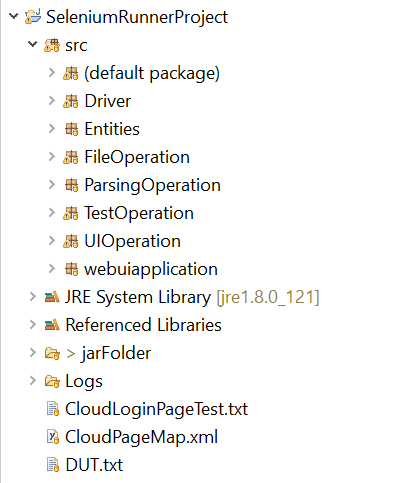 SeleniumRunnerProject
src
(default package)
Driver
Entities
FileOperation
ParsingOperation
TestOperation
UIOperation
webuiapplication
JRE System Library [jre1.8.0_121]
Referenced Libraries
> jarFolder
Logs
CloudLoginPageTest.txt
CloudPageMap.xml
DUT.txt